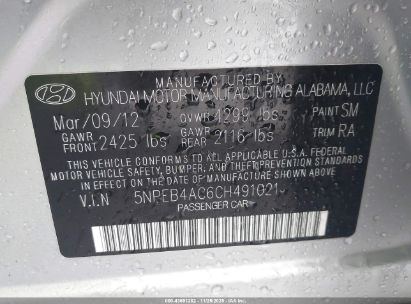 MANUFACTURED BY
HYUNDAI MOTOR MANUFACTURING ALABAMA, LLC
Mar/09/12 GVWR 4299 lbs PAINT SM
GAWR FRONT 2425 lbs GAWR REAR 2116 lbs TRIM RA
THIS VEHICLE CONFORMS TO ALL APPLICABLE U.S. FEDERAL
MOTOR VEHICLE SAFETY, BUMPER, AND THEFT PREVENTION STANDARDS
IN EFFECT ON THE DATE OF MANUFACTURE SHOWN ABOVE.
V.I.N 5NPEB4AC6CH491021
PASSENGER CAR